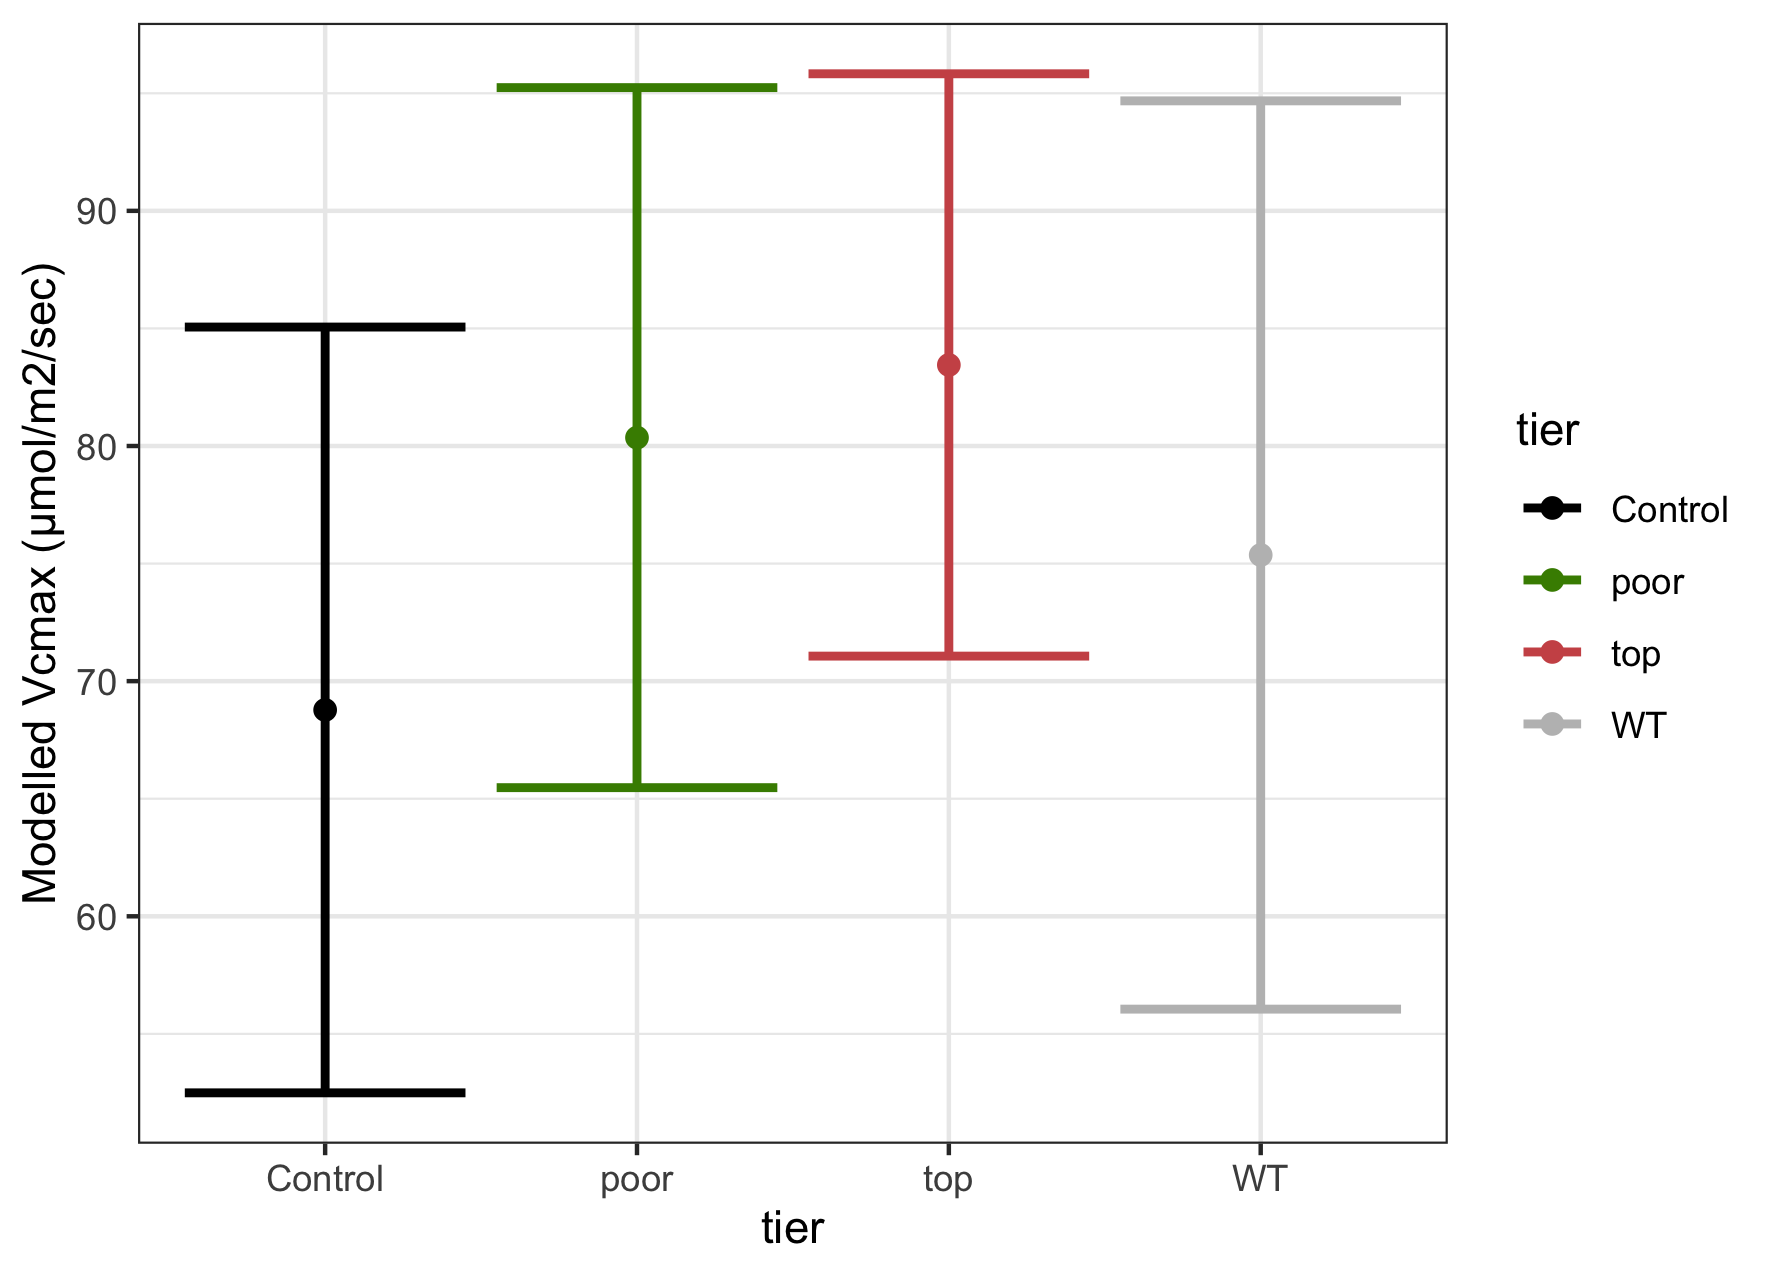 Modelled Vcmax (μmol/m2/sec)
90
80
70
60
Control poor top WT
tier
tier
Control
poor
top
WT